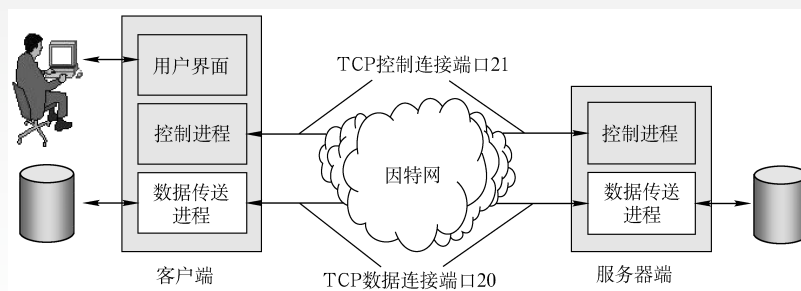 TCP控制连接端口21
用户界面
控制进程
控制进程
因特网
数据传送
进程
数据传送
进程
客户端
TCP数据连接端口20
服务器端